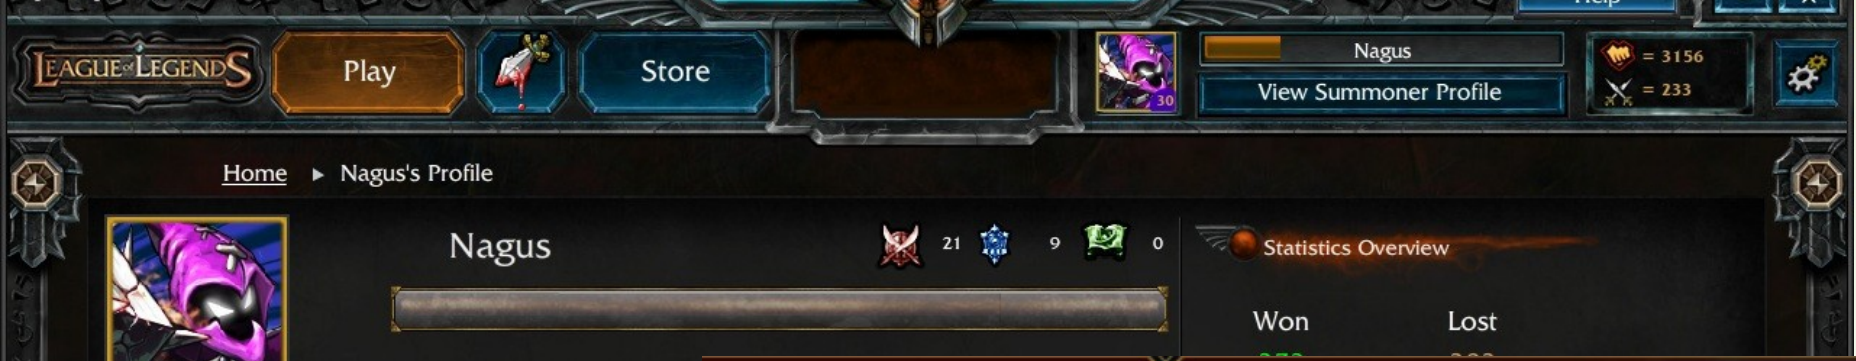 Help
LEAGUE of LEGENDS
Play
Store
30
Nagus
View Summoner Profile
= 3156
= 233
Home ▶ Nagus's Profile
Nagus
21
9
0
Statistics Overview
Won
Lost